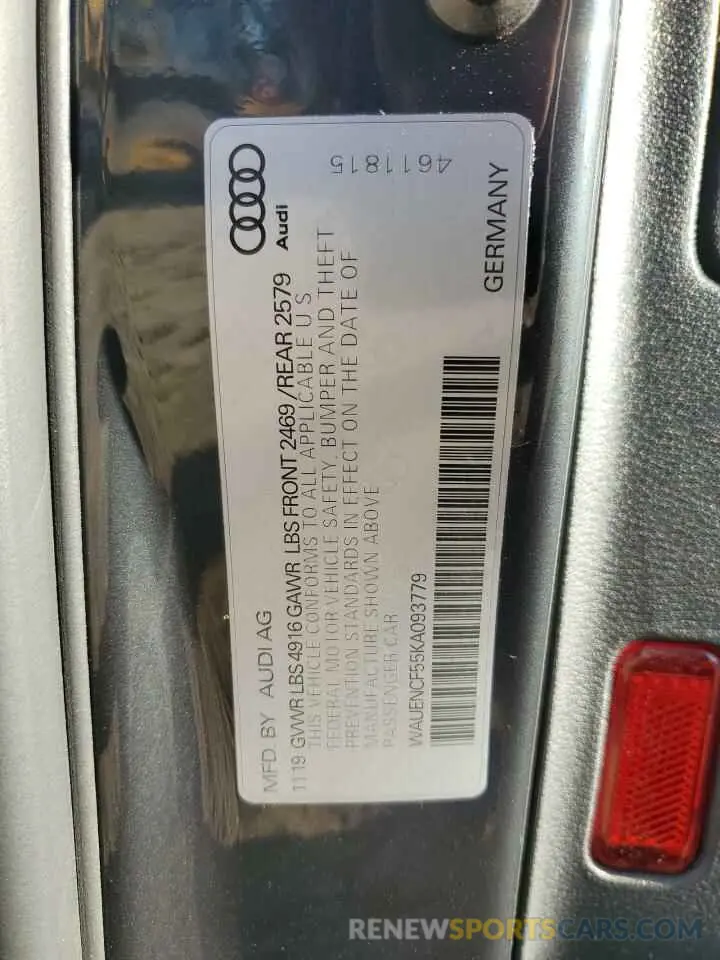 MFD. BY AUDI AG
Audi
4611815
1119 GVWR LBS 4916 GAWR LBS FRONT 2469 /REAR 2579
THIS VEHICLE CONFORMS TO ALL APPLICABLE U S
FEDERAL MOTOR VEHICLE SAFETY, BUMPER AND THEFT
PREVENTION STANDARDS IN EFFECT ON THE DATE OF
MANUFACTURE SHOWN ABOVE
PASSENGER CAR
WAUENCF55KA093779
GERMANY
RENEWSPORTSCARS.COM